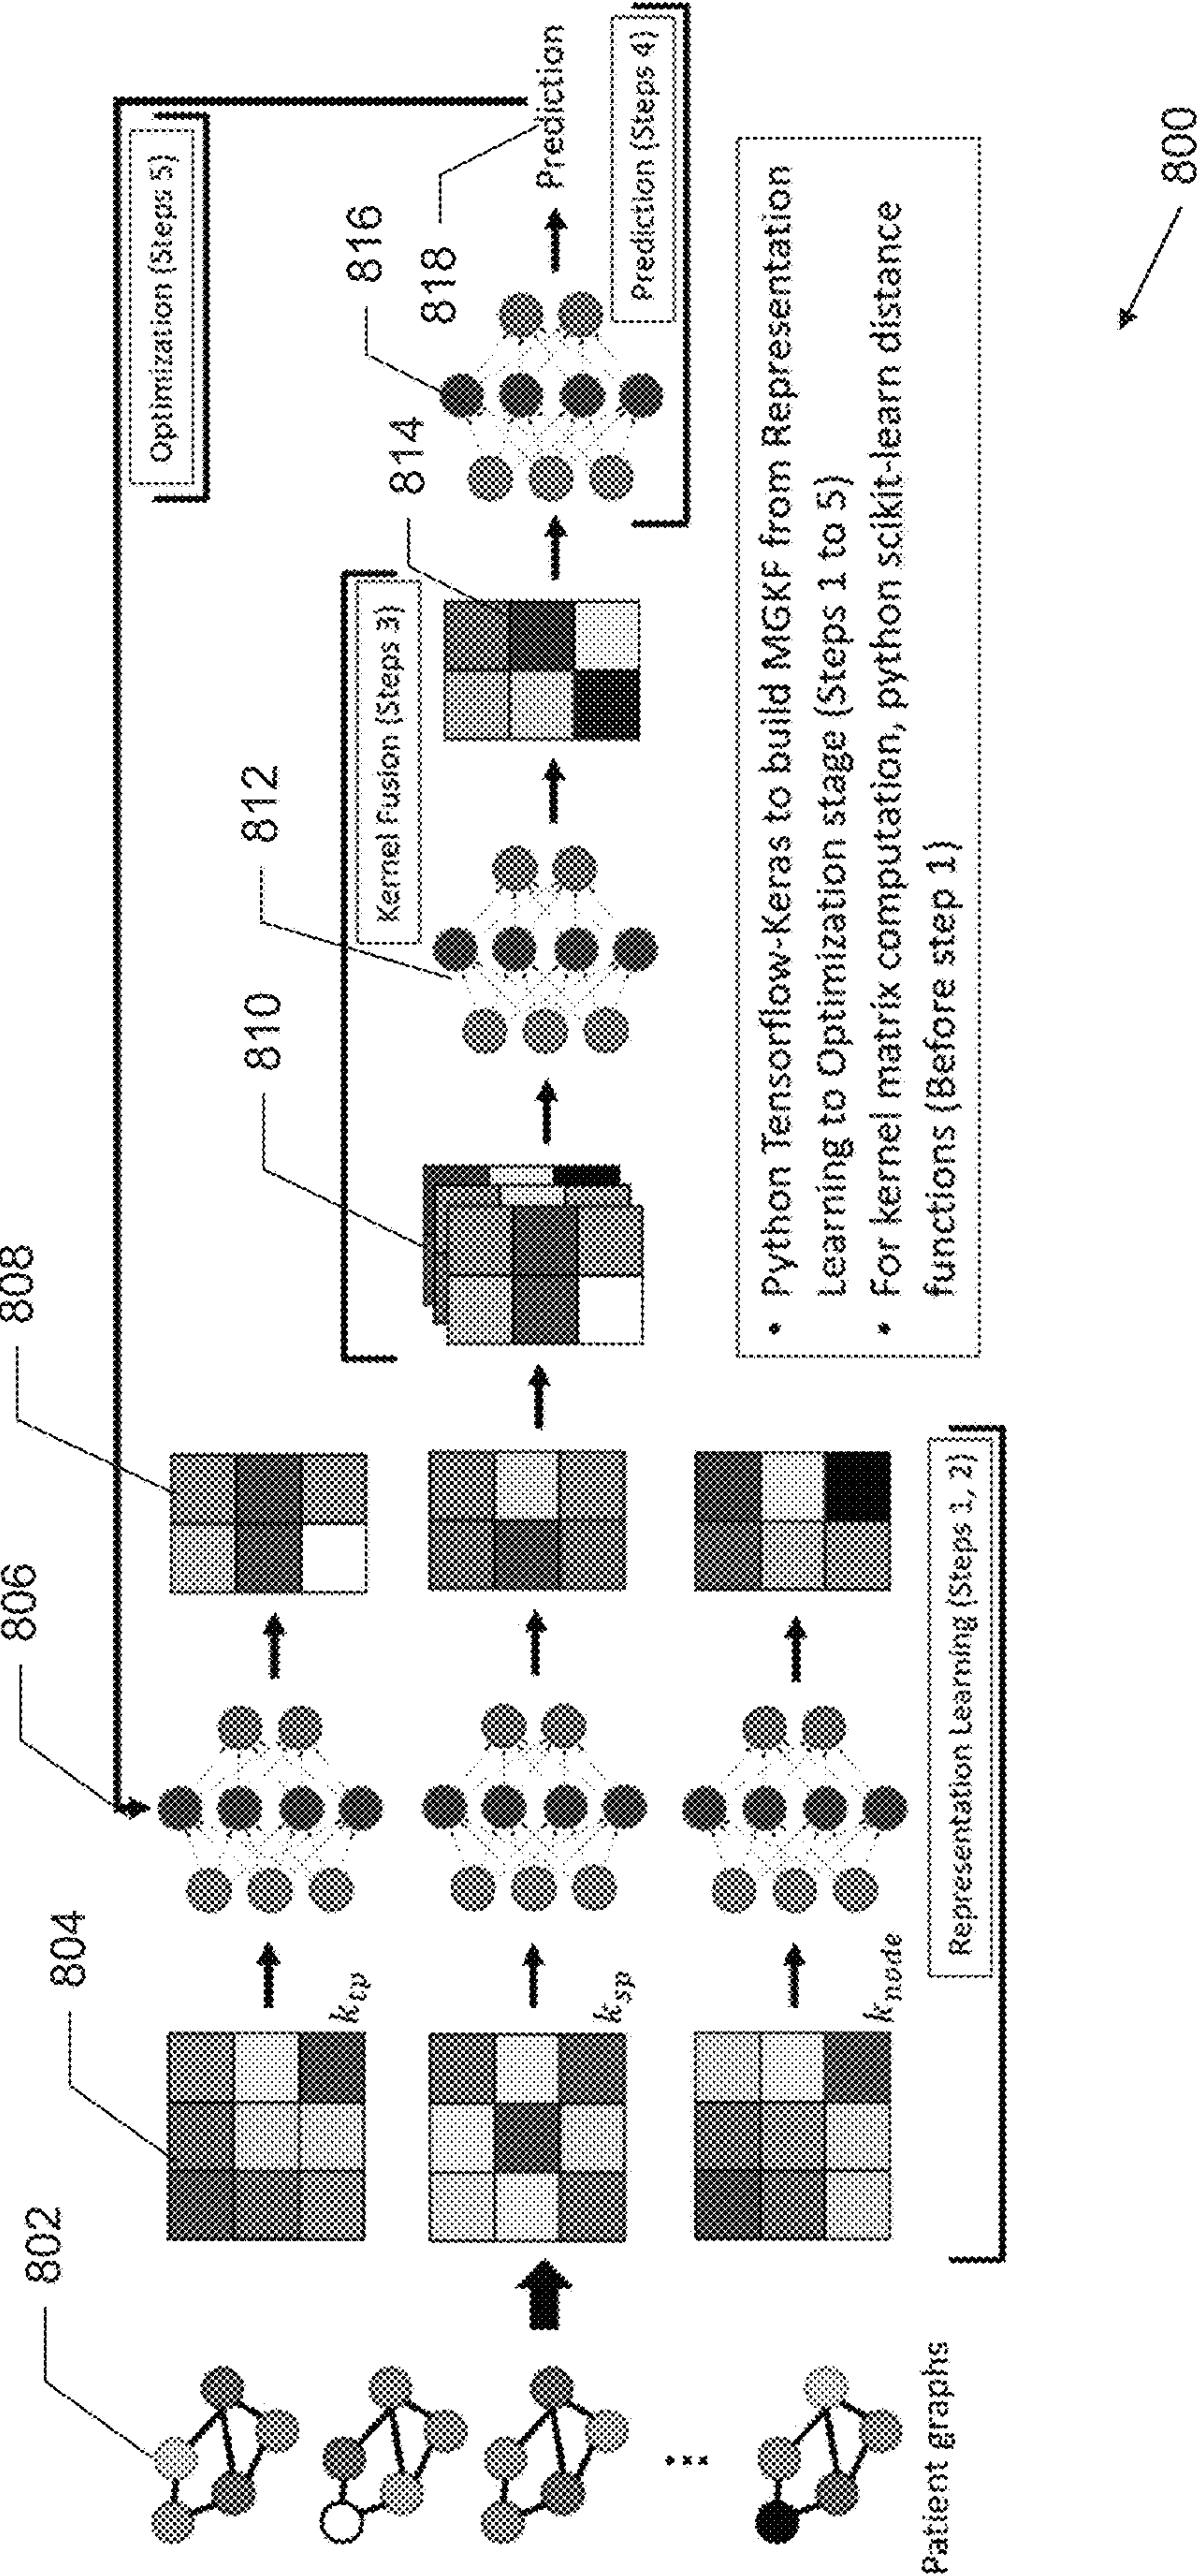 802
804
806
808
810
812
814
816
818
800
Patient graphs
k_tp
k_sp
k_node
Representation Learning (Steps 1, 2)
Kernel Fusion (Steps 3)
Optimization (Steps 5)
Prediction
Prediction (Steps 4)
• Python Tensorflow-Keras to build MGKF from Representation
Learning to Optimization stage (Steps 1 to 5)
• For kernel matrix computation, python scikit-learn distance
functions (Before step 1)